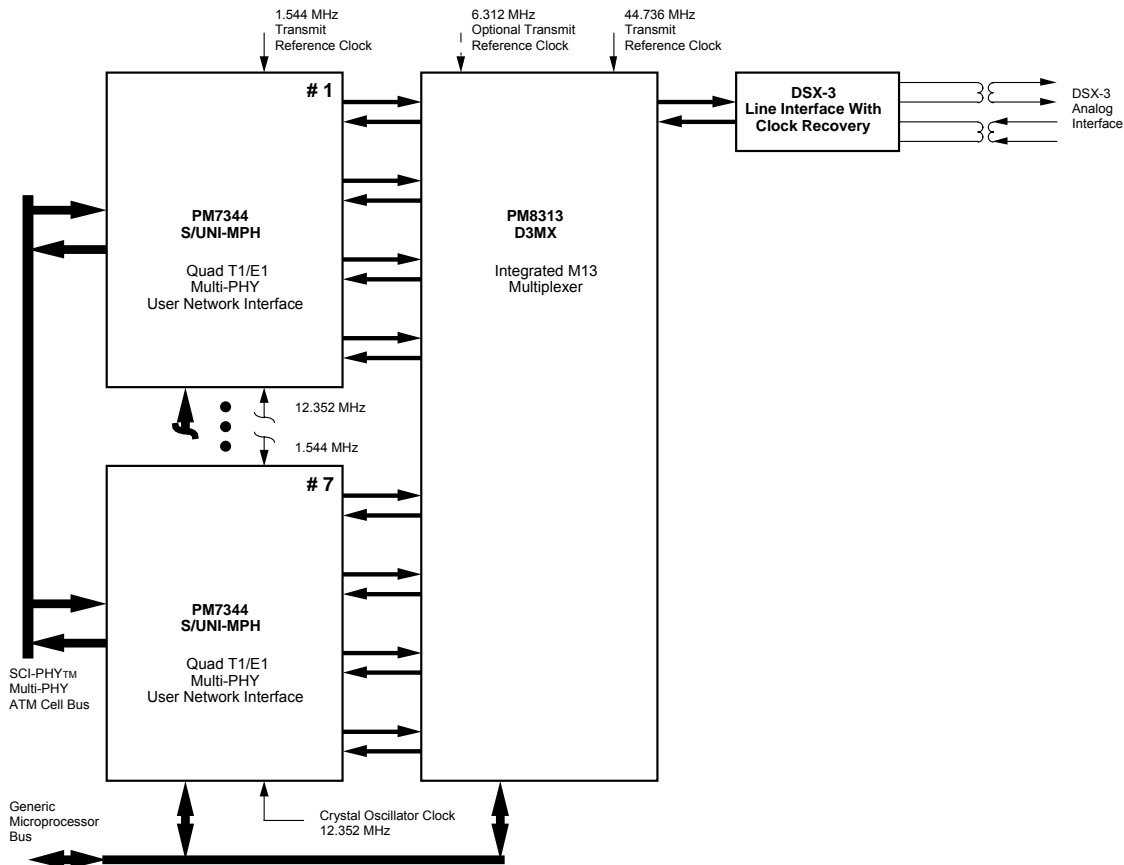 1.544 MHz
Transmit
Reference Clock
6.312 MHz
Optional Transmit
Reference Clock
44.736 MHz
Transmit
Reference Clock
# 1
PM7344
S/UNI-MPH
Quad T1/E1
Multi-PHY
User Network Interface
PM8313
D3MX
Integrated M13
Multiplexer
DSX-3
Line Interface With
Clock Recovery
DSX-3
Analog
Interface
12.352 MHz
1.544 MHz
# 7
PM7344
S/UNI-MPH
Quad T1/E1
Multi-PHY
User Network Interface
SCI-PHY™
Multi-PHY
ATM Cell Bus
Generic
Microprocessor
Bus
Crystal Oscillator Clock
12.352 MHz